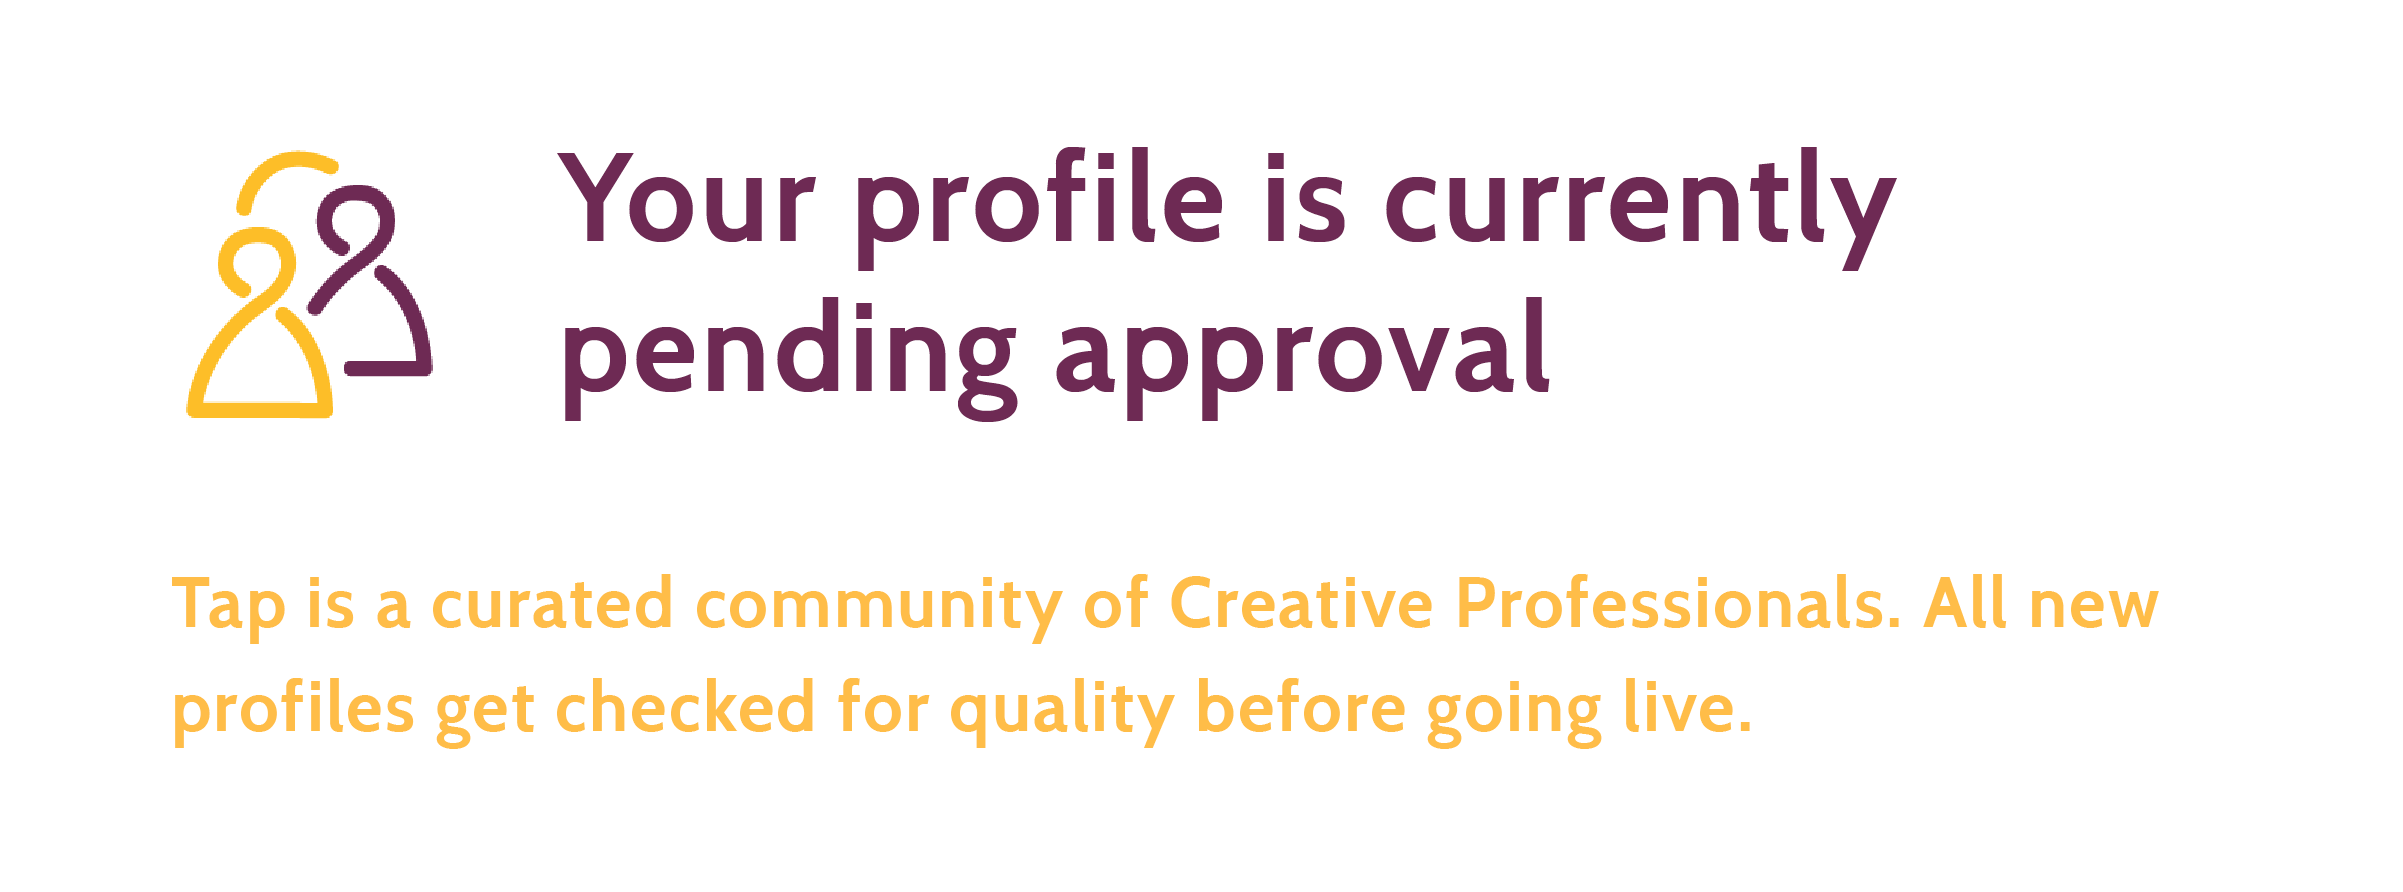 Your profile is currently
pending approval
Tap is a curated community of Creative Professionals. All new
profiles get checked for quality before going live.